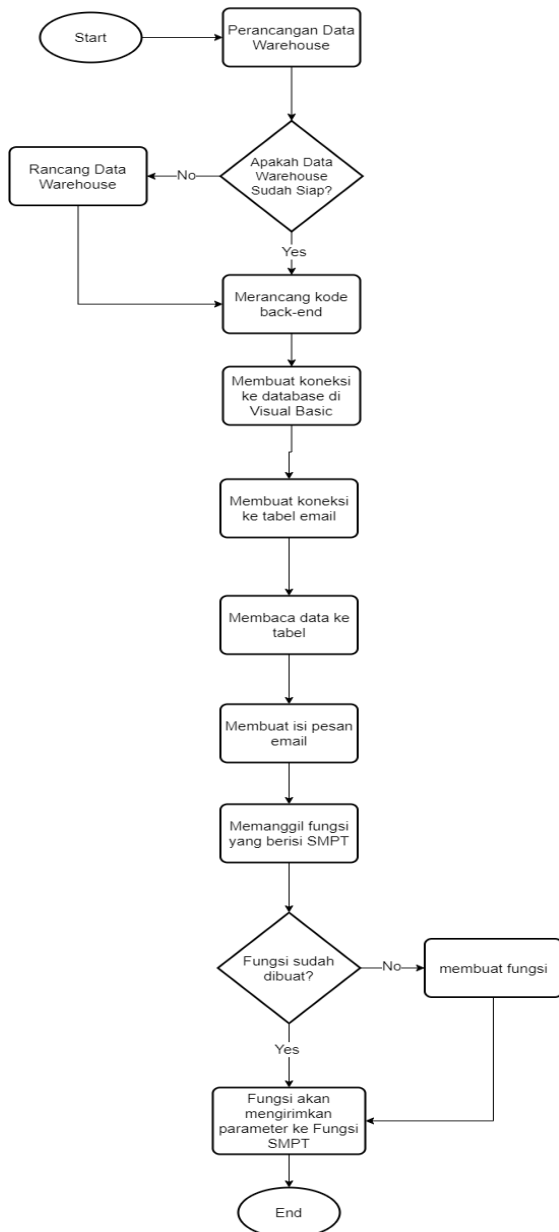 Start
Perancangan Data
Warehouse
Apakah Data
Warehouse
Sudah Siap?
No
Rancang Data
Warehouse
Yes
Merancang kode
back-end
Membuat koneksi
ke database di
Visual Basic
Membuat koneksi
ke tabel email
Membaca data ke
tabel
Membuat isi pesan
email
Memanggil fungsi
yang berisi SMPT
Fungsi sudah
dibuat?
No
membuat fungsi
Yes
Fungsi akan
mengirimkan
parameter ke Fungsi
SMPT
End